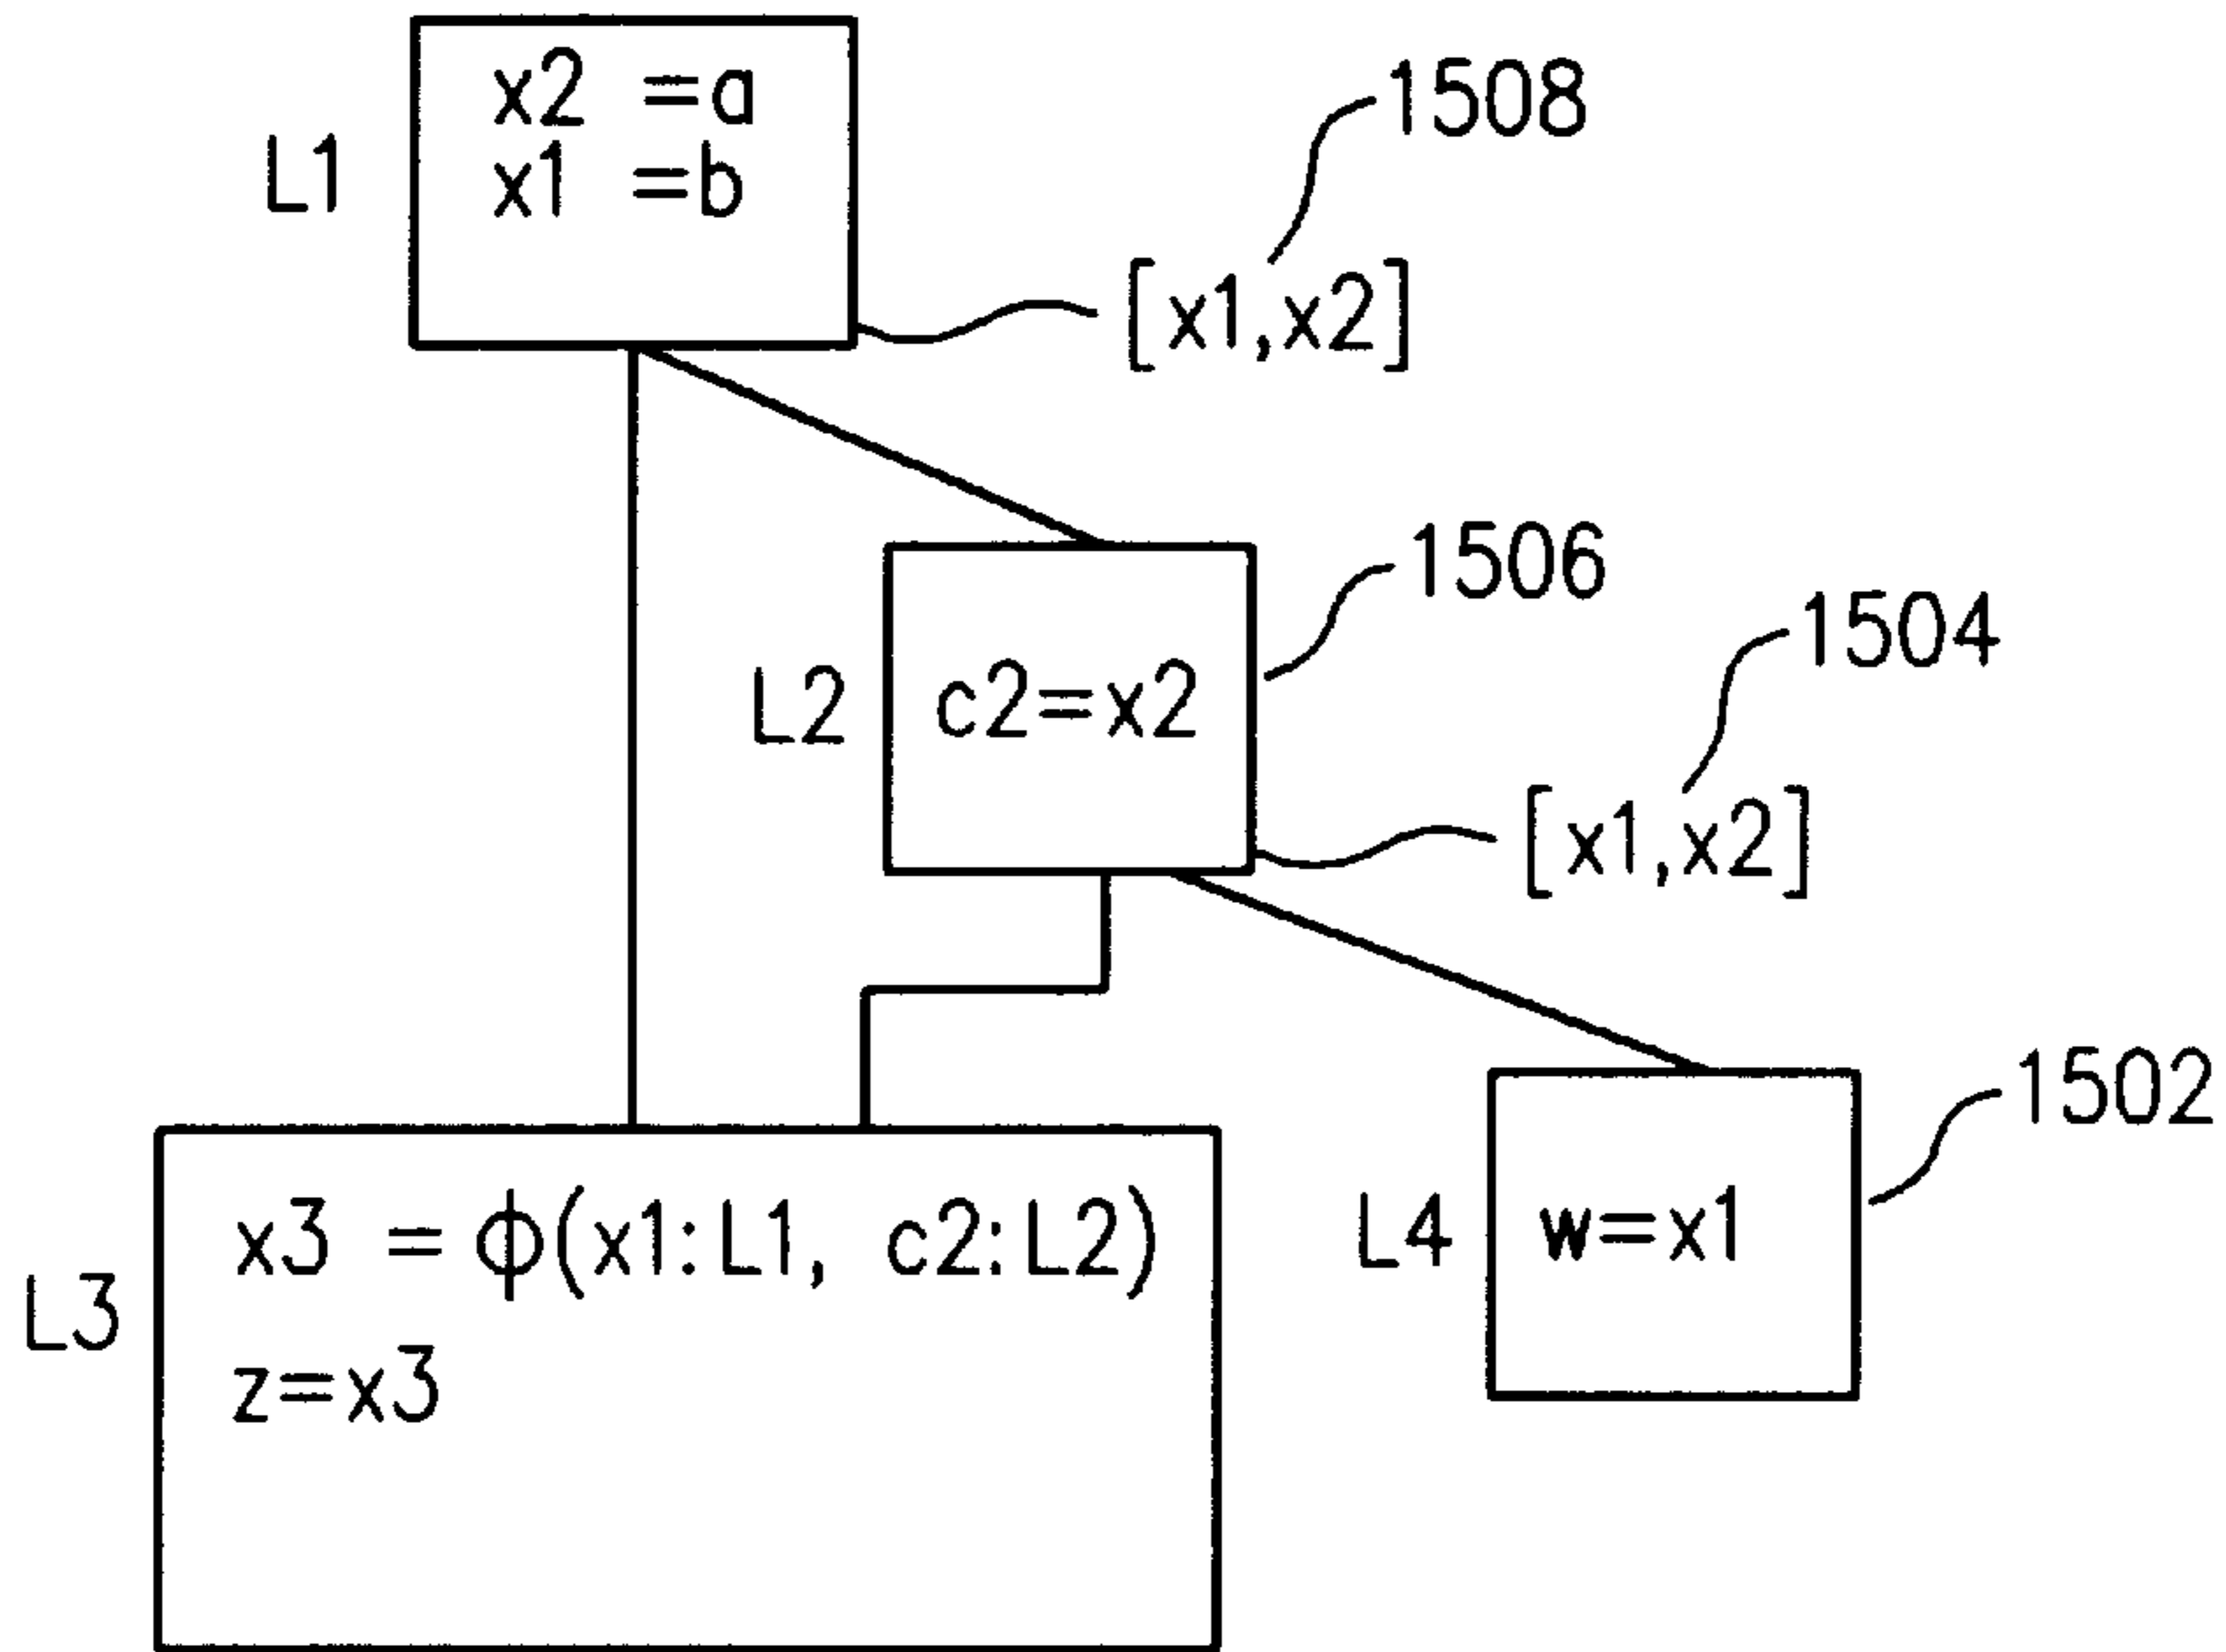 x2 =a
x1 =b
L1
1508
[x1,x2]
1506
L2
c2=x2
1504
[x1,x2]
1502
L3
x3 = ϕ(x1:L1, c2:L2)
z=x3
L4
w=x1